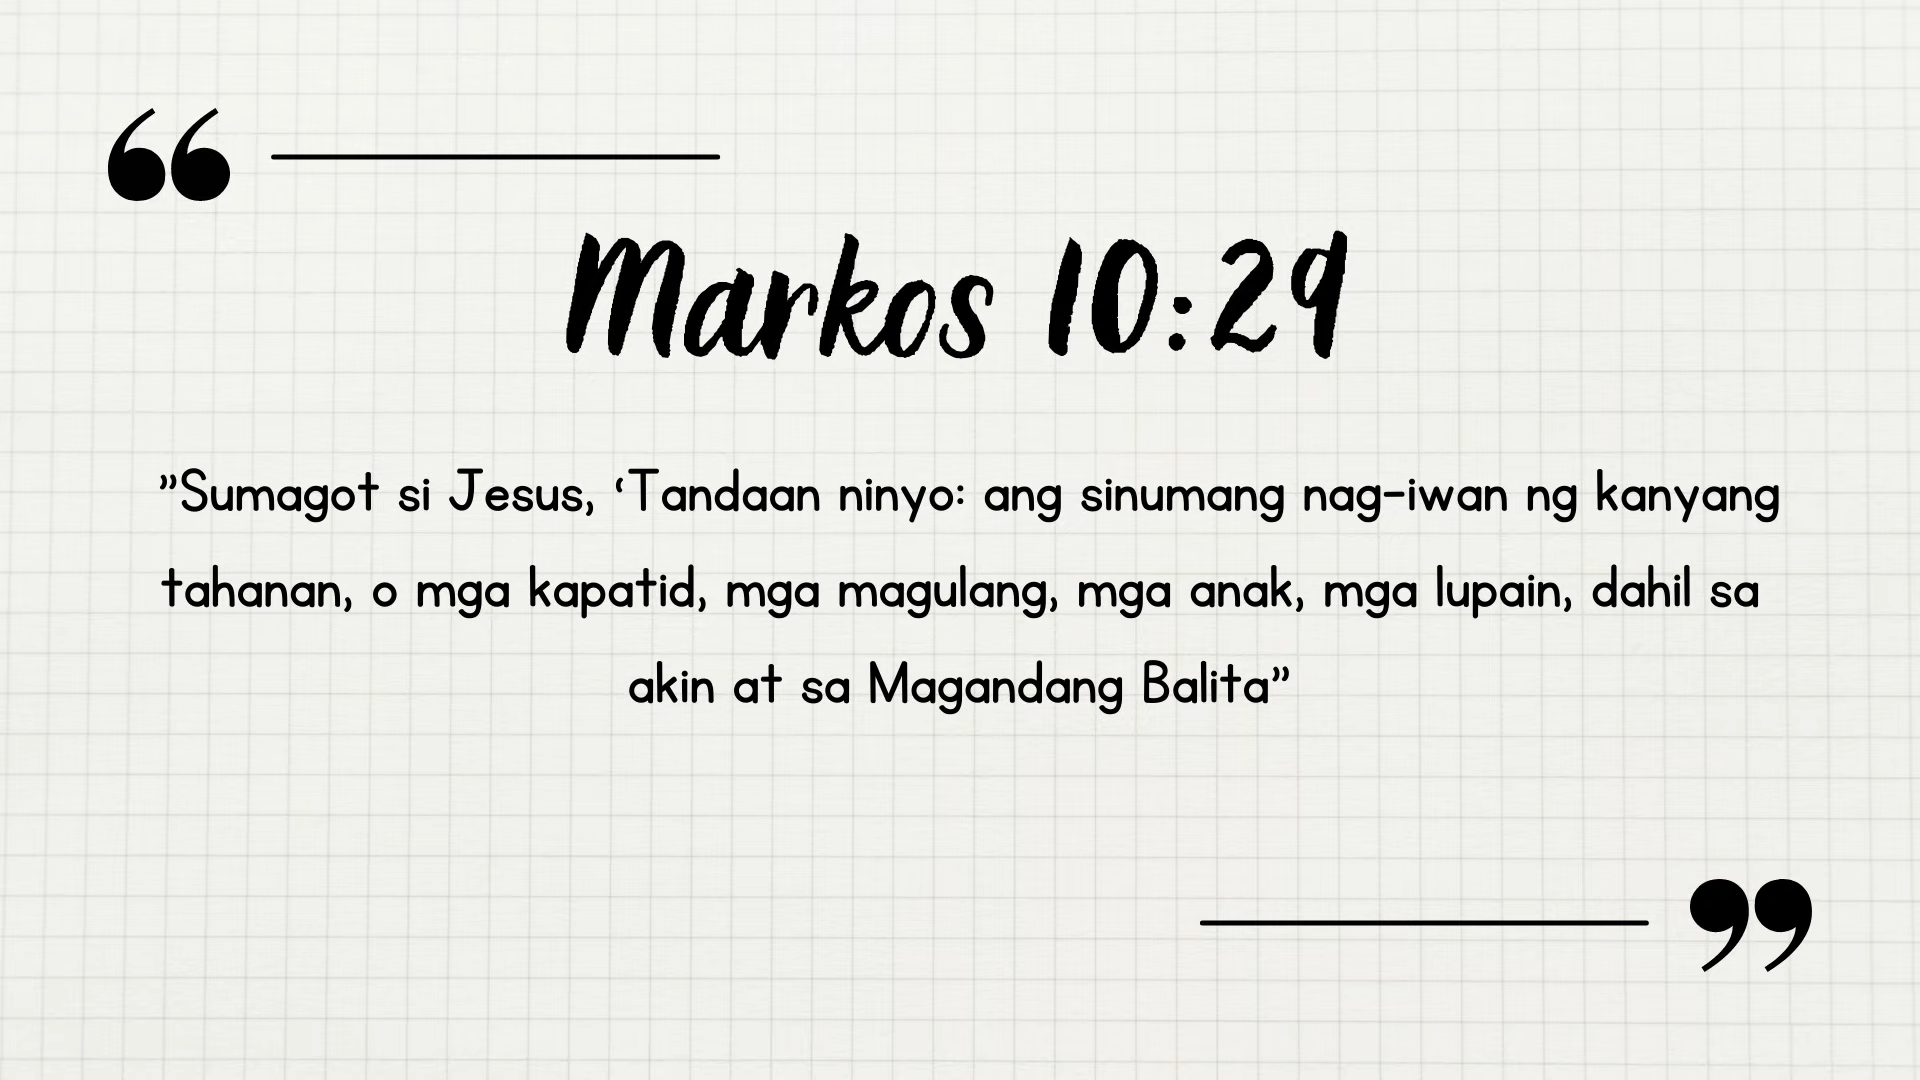 “
Markos 10:29
”Sumagot si Jesus, ‘Tandaan ninyo: ang sinumang nag-iwan ng kanyang
tahanan, o mga kapatid, mga magulang, mga anak, mga lupain, dahil sa
akin at sa Magandang Balita”
”